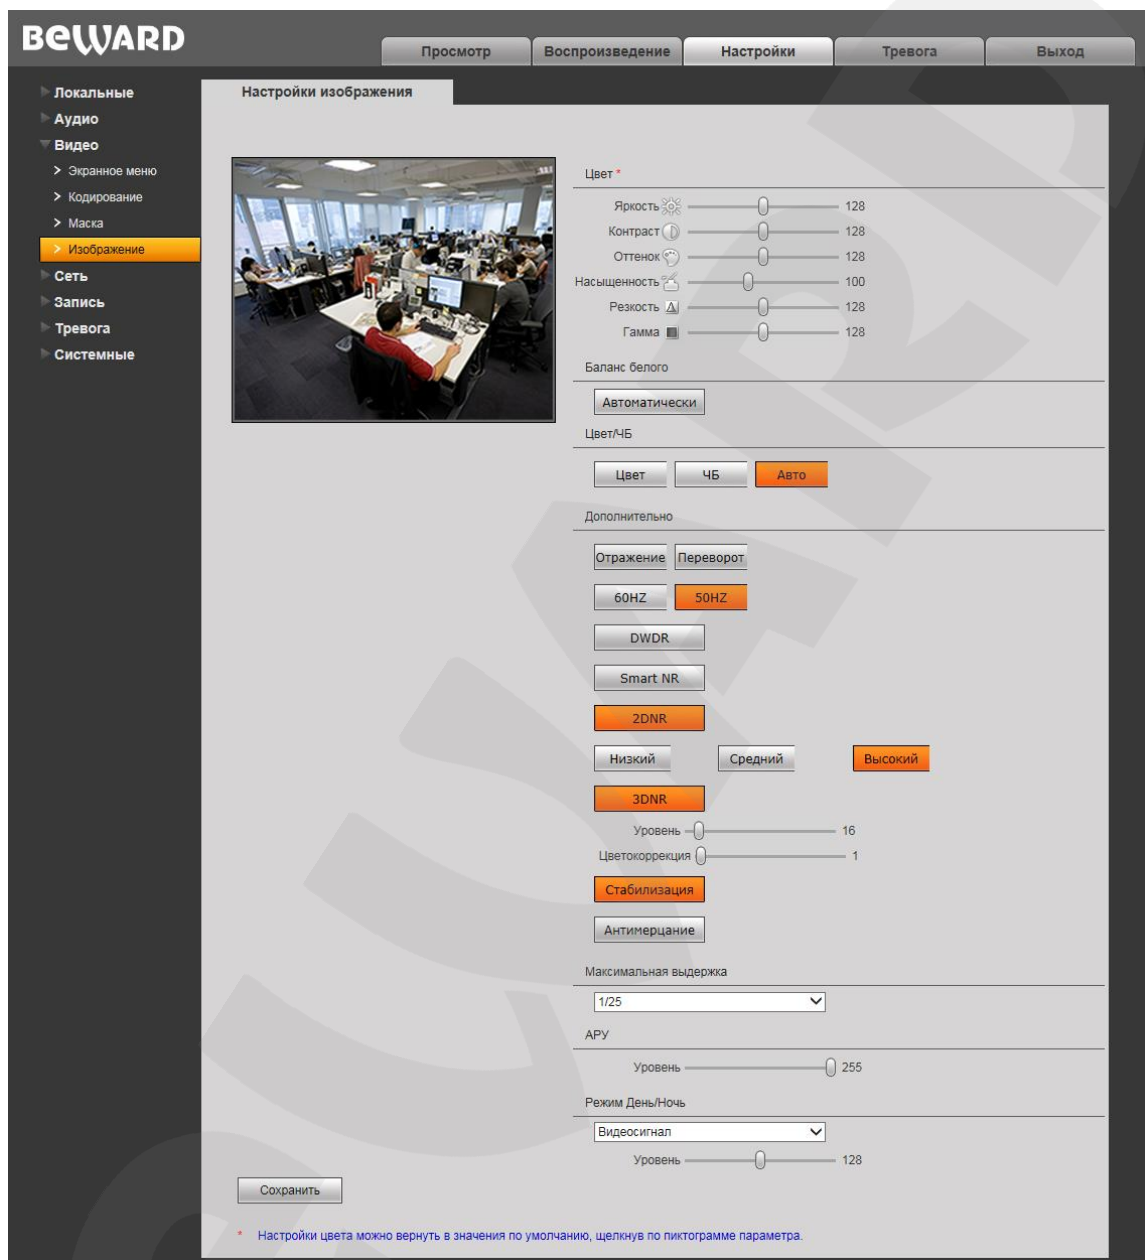 BEWARD
Просмотр
Воспроизведение
Настройки
Тревога
Выход
Локальные
Аудио
Видео
> Экранное меню
> Кодирование
> Маска
> Изображение
Сеть
Запись
Тревога
Системные
Настройки изображения
Цвет *
Яркость 128
Контраст 128
Оттенок 128
Насыщенность 100
Резкость 128
Гамма 128
Баланс белого
Автоматически
Цвет/ЧБ
Цвет ЧБ Авто
Дополнительно
Отражение Переворот
60HZ 50HZ
DWDR
Smart NR
2DNR
Низкий Средний Высокий
3DNR
Уровень 16
Цветокоррекция 1
Стабилизация
Антимерцание
Максимальная выдержка
1/25
АРУ
Уровень 255
Режим День/Ночь
Видеосигнал
Уровень 128
Сохранить
* Настройки цвета можно вернуть в значения по умолчанию, щелкнув по пиктограмме параметра.